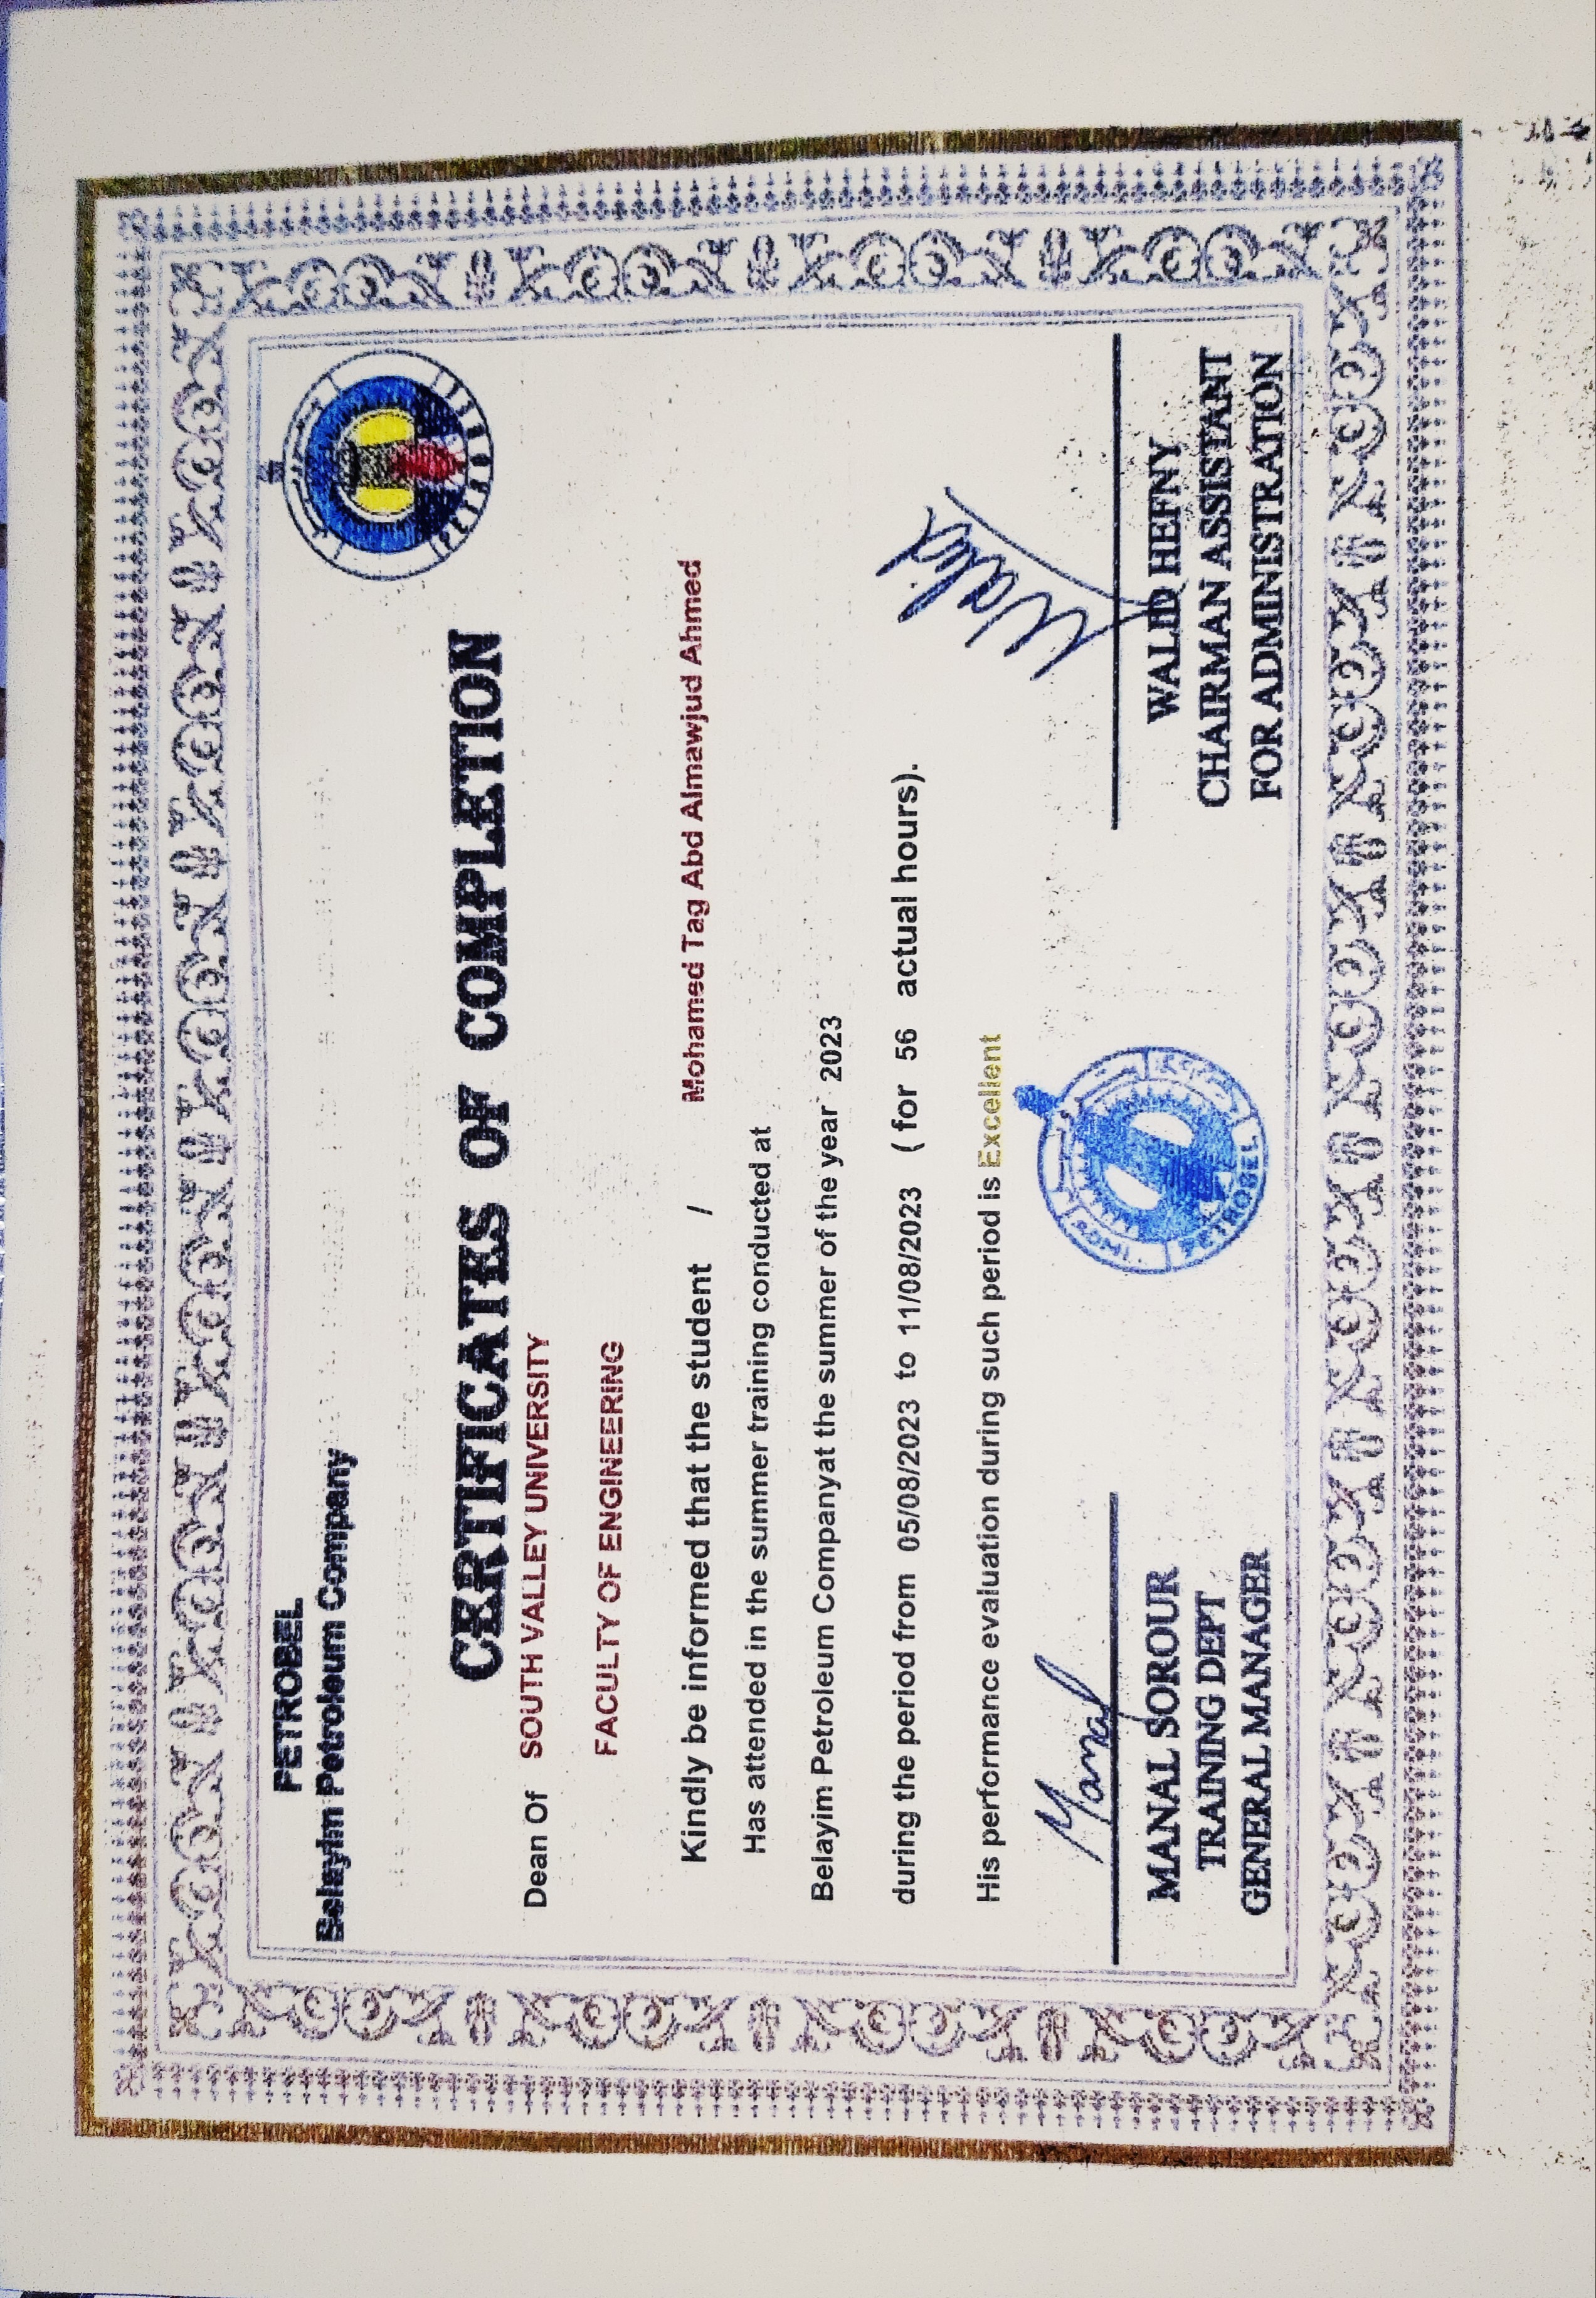 PETROBEL
Belayim Petroleum Company
CERTIFICATES OF COMPLETION
Dean Of SOUTH VALLEY UNIVERSITY
FACULTY OF ENGINEERING
Kindly be informed that the student / Mohamed Tag Abd Almawjud Ahmed
Has attended in the summer training conducted at
Belayim Petroleum Companyat the summer of the year 2023
during the period from 05/08/2023 to 11/08/2023 ( for 56 actual hours).
His performance evaluation during such period is Excellent
Manal
Walid
PETROBEL
MANAL SOROUR
TRAINING DEPT
GENERAL MANAGER
WALID HEFNY
CHAIRMAN ASSISTANT
FOR ADMINISTRATION